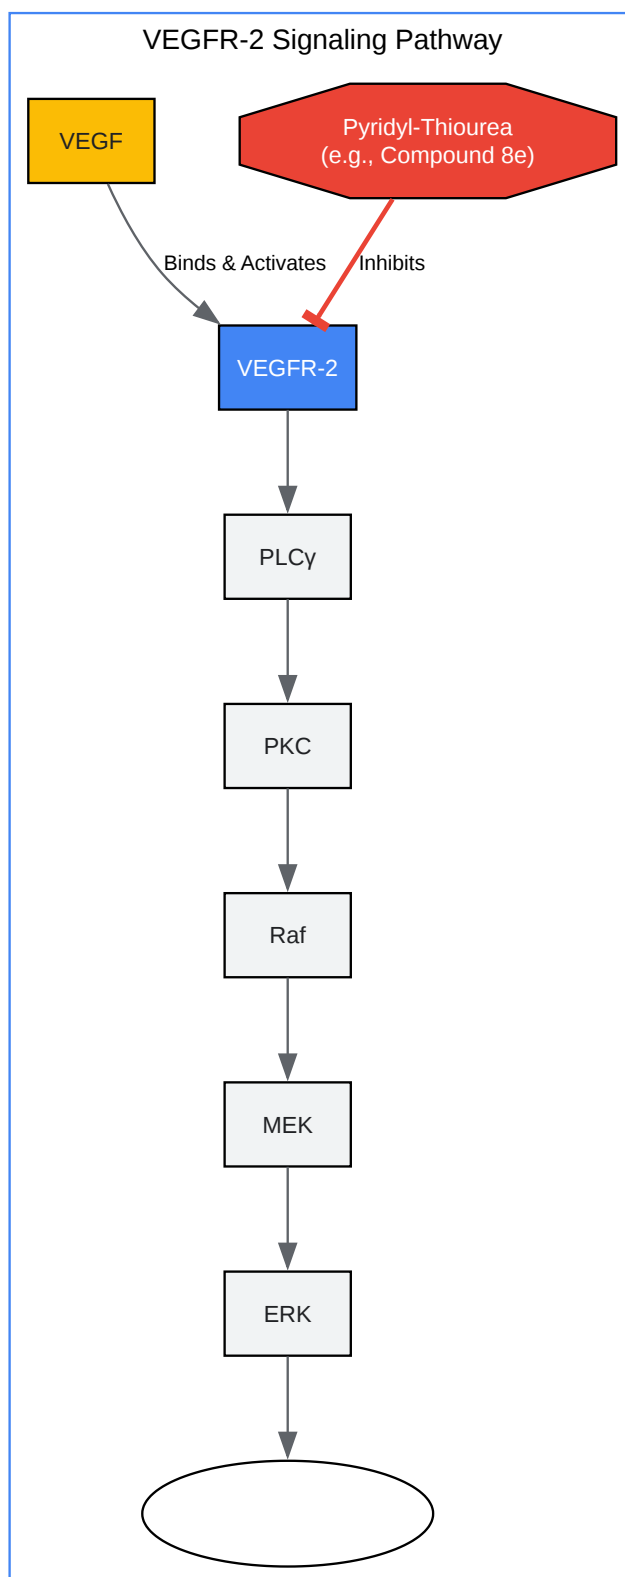 VEGFR-2 Signaling Pathway
VEGF
Pyridyl-Thiourea
(e.g., Compound 8e)
Binds & Activates
Inhibits
VEGFR-2
PLCγ
PKC
Raf
MEK
ERK